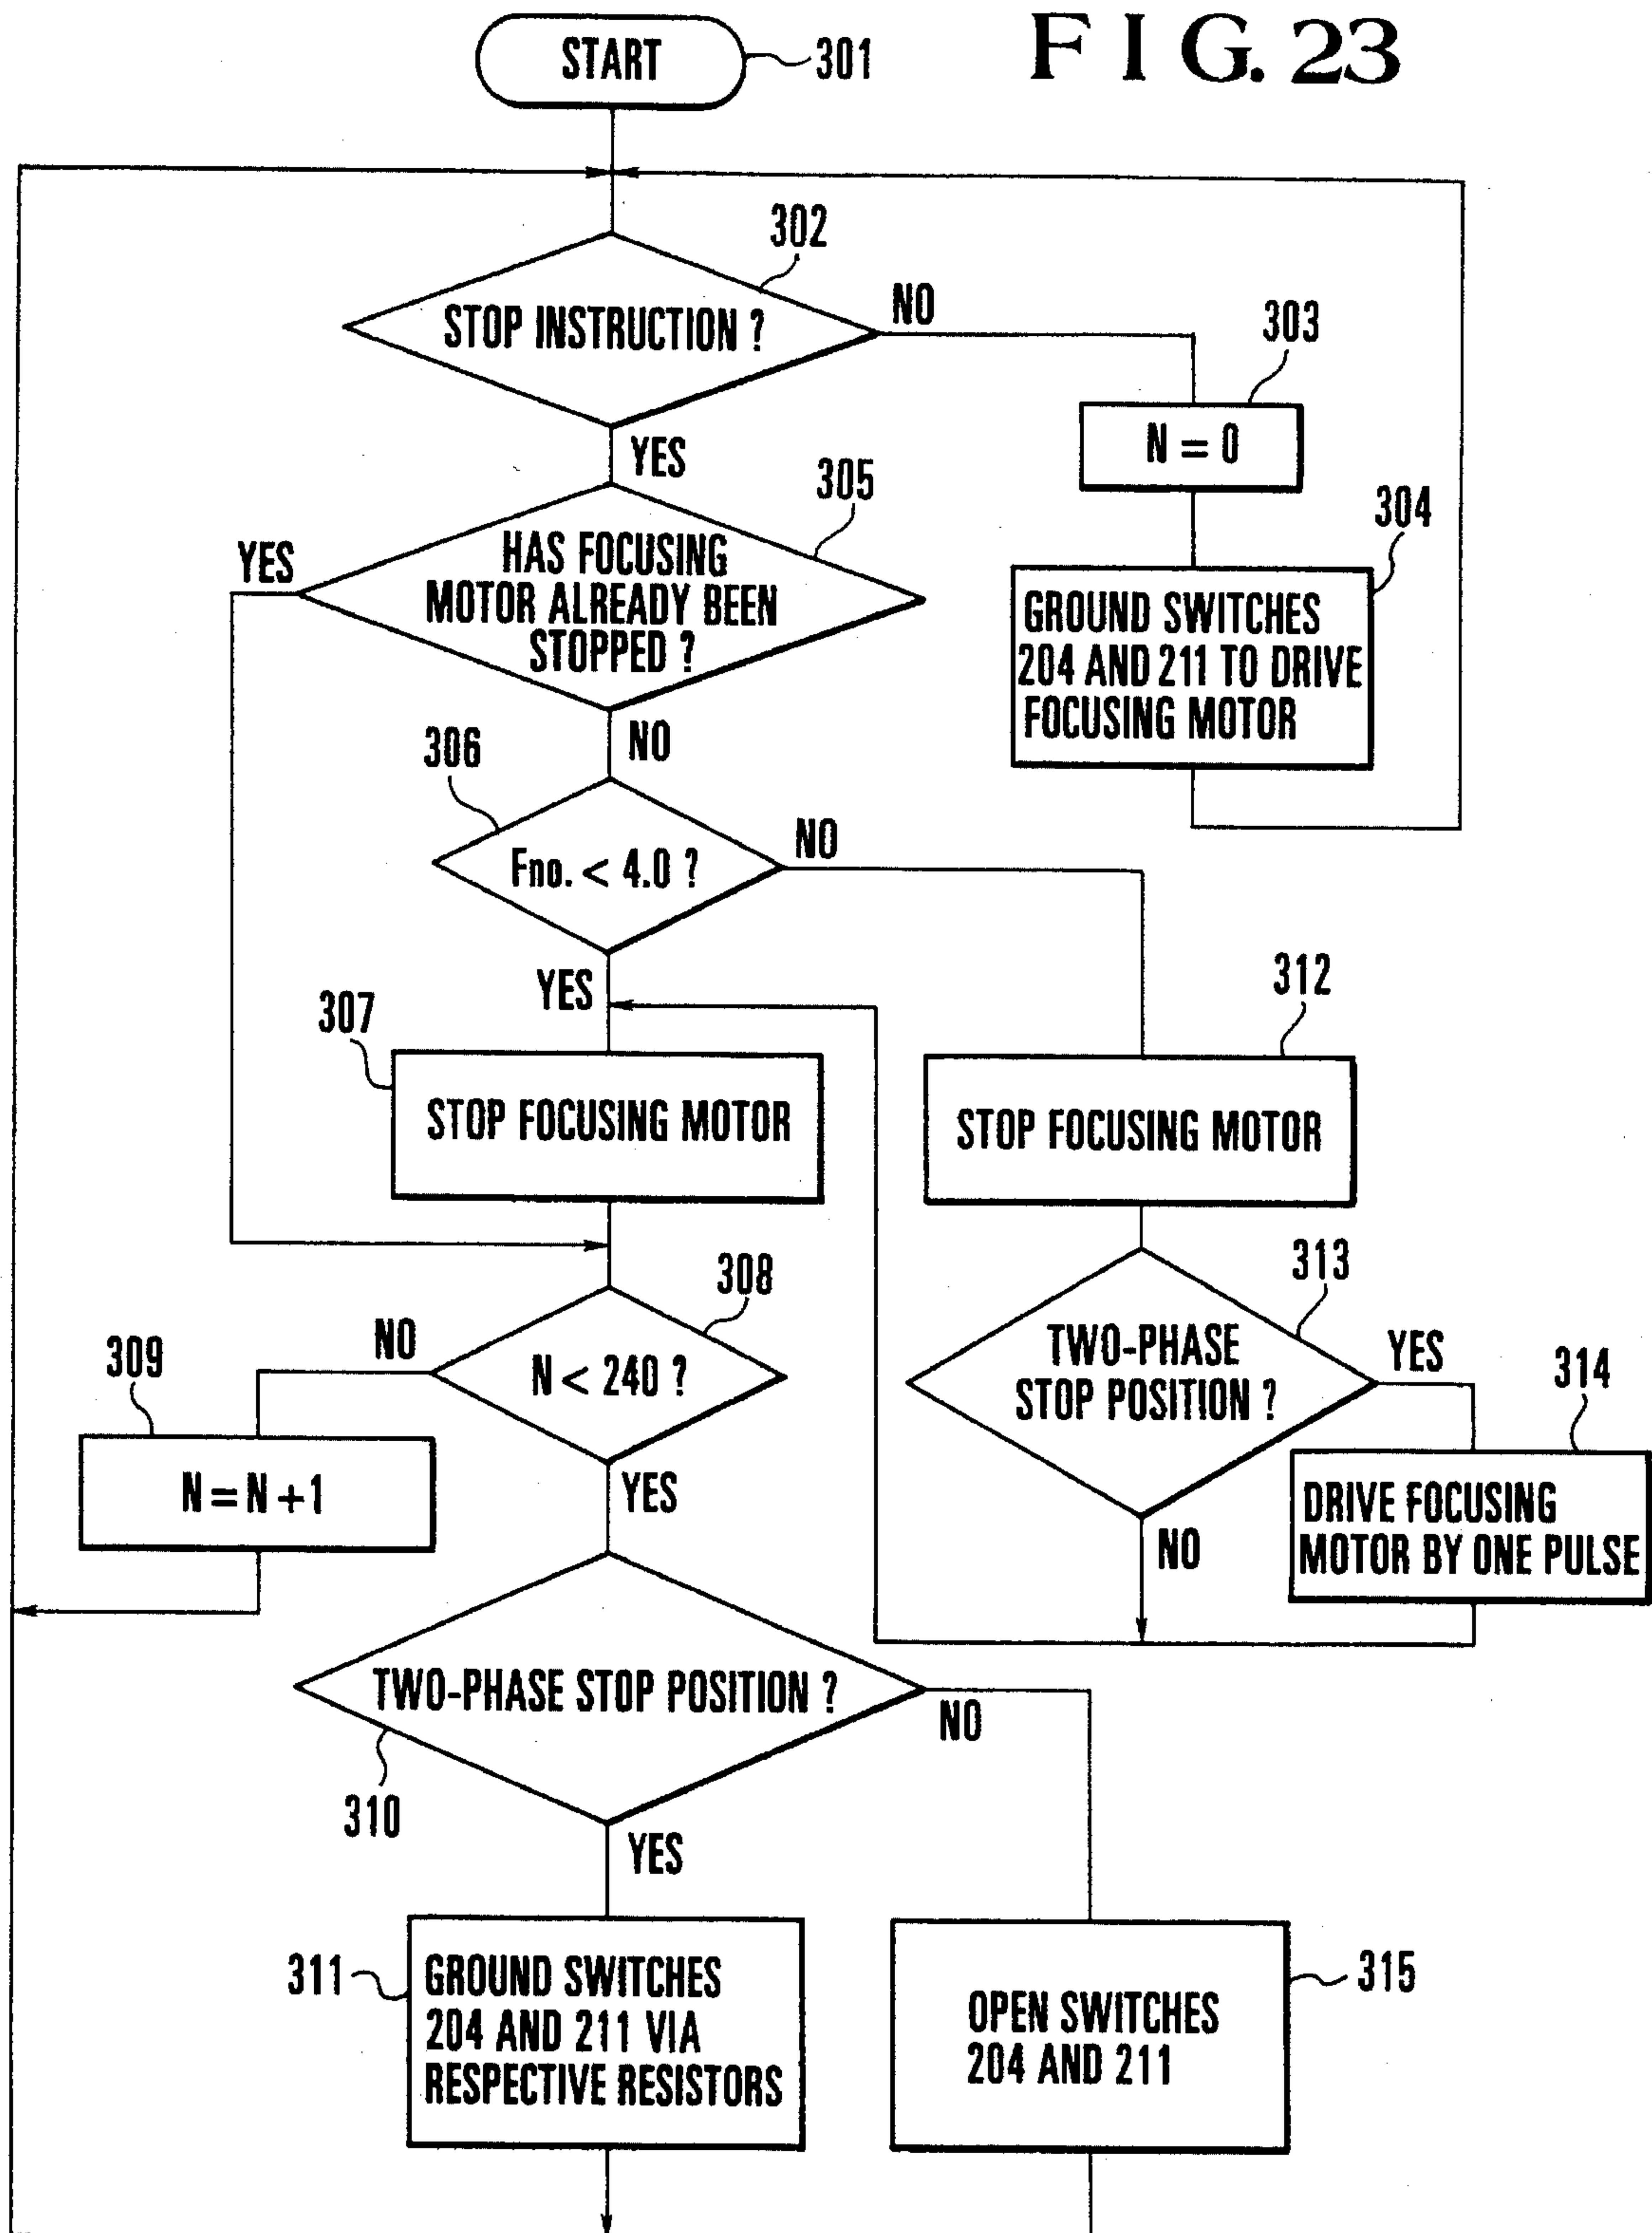 FIG. 23
START
301
302
STOP INSTRUCTION ?
NO
303
N = 0
YES
305
304
YES
HAS FOCUSING
MOTOR ALREADY BEEN
STOPPED ?
GROUND SWITCHES
204 AND 211 TO DRIVE
FOCUSING MOTOR
NO
306
Fno. < 4.0 ?
NO
YES
307
312
STOP FOCUSING MOTOR
STOP FOCUSING MOTOR
308
313
309
NO
N < 240 ?
TWO-PHASE
STOP POSITION ?
YES
314
N = N + 1
YES
DRIVE FOCUSING
MOTOR BY ONE PULSE
NO
TWO-PHASE STOP POSITION ?
NO
310
YES
311
GROUND SWITCHES
204 AND 211 VIA
RESPECTIVE RESISTORS
315
OPEN SWITCHES
204 AND 211